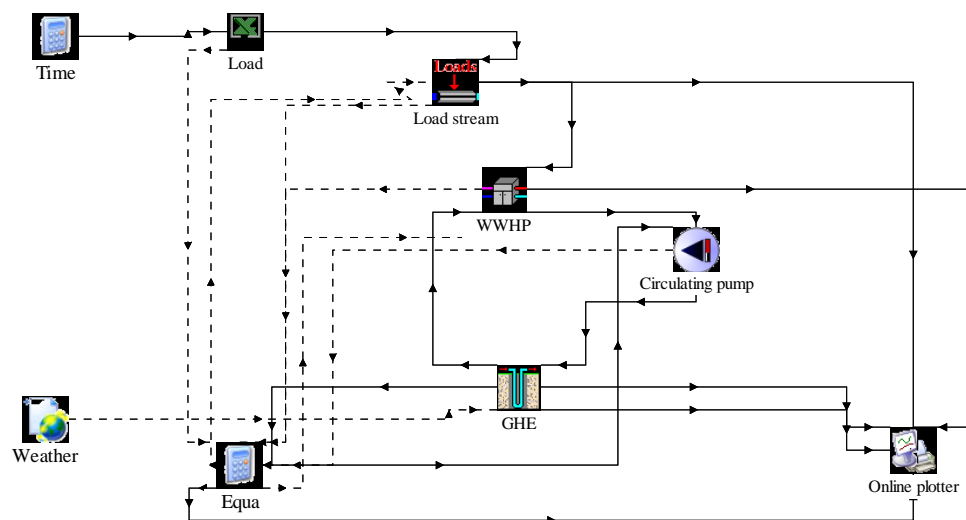 Time
Load
Loads
Load stream
WWHP
Circulating pump
GHE
Weather
Equa
Online plotter